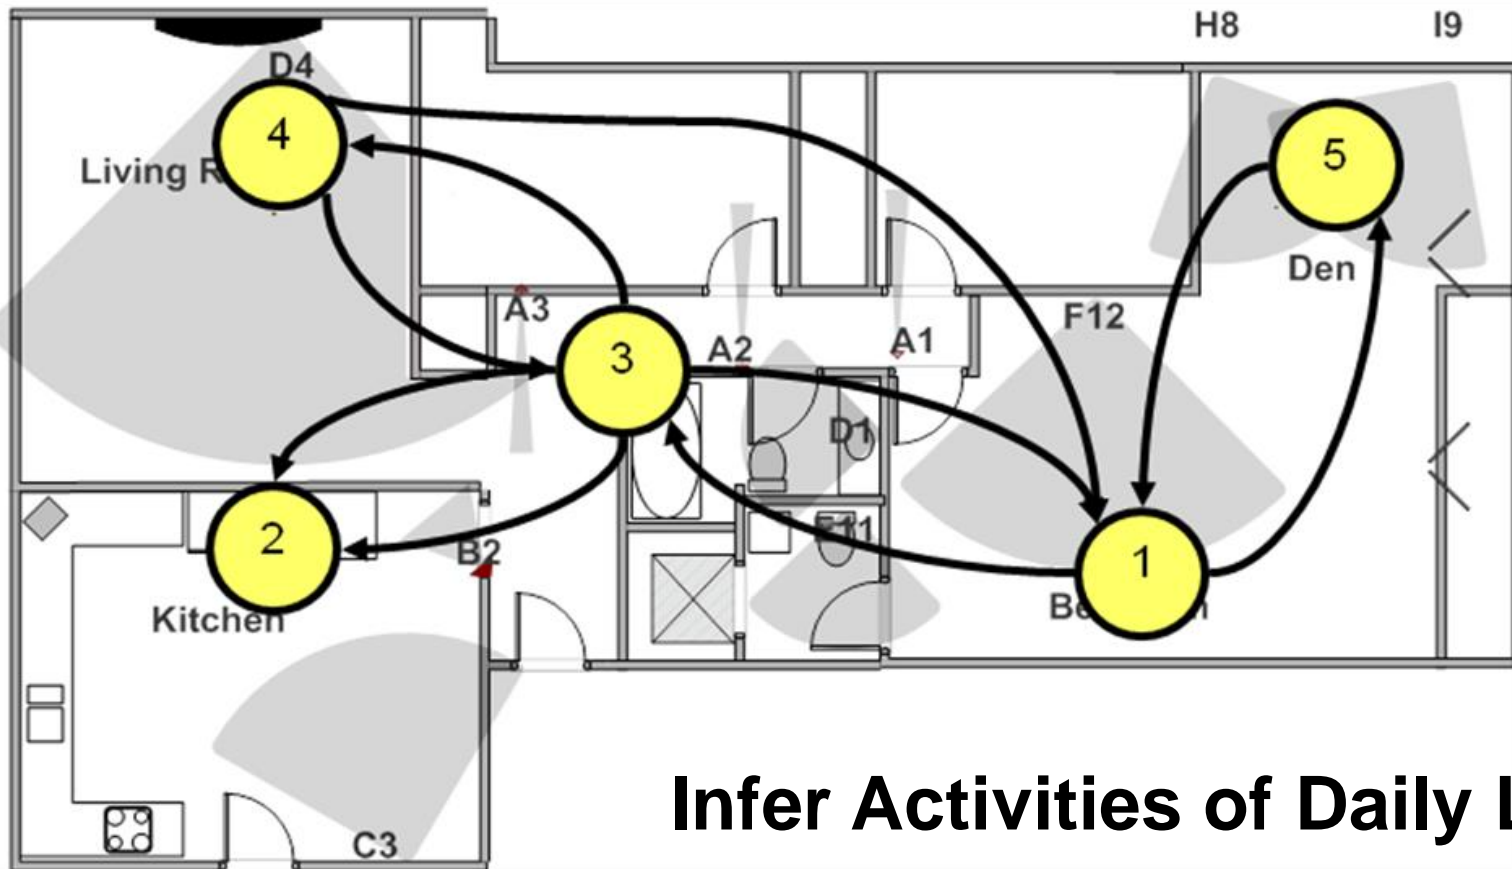 H8
I9
D4
4
5
Living R
Den
A3
F12
A1
A2
3
D1
E11
2
B2
1
Kitchen
C3
Infer Activities of Daily L